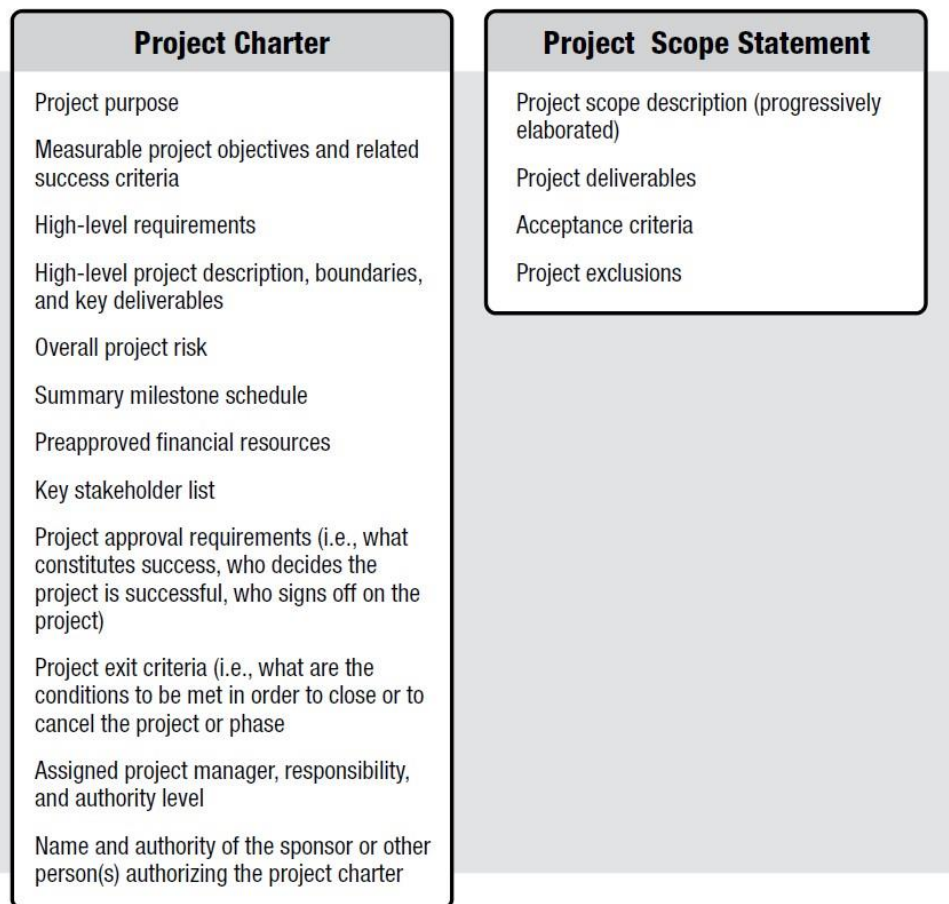 Project Charter
Project purpose
Measurable project objectives and related
success criteria
High-level requirements
High-level project description, boundaries,
and key deliverables
Overall project risk
Summary milestone schedule
Preapproved financial resources
Key stakeholder list
Project approval requirements (i.e., what
constitutes success, who decides the
project is successful, who signs off on the
project)
Project exit criteria (i.e., what are the
conditions to be met in order to close or to
cancel the project or phase
Assigned project manager, responsibility,
and authority level
Name and authority of the sponsor or other
person(s) authorizing the project charter
Project Scope Statement
Project scope description (progressively
elaborated)
Project deliverables
Acceptance criteria
Project exclusions